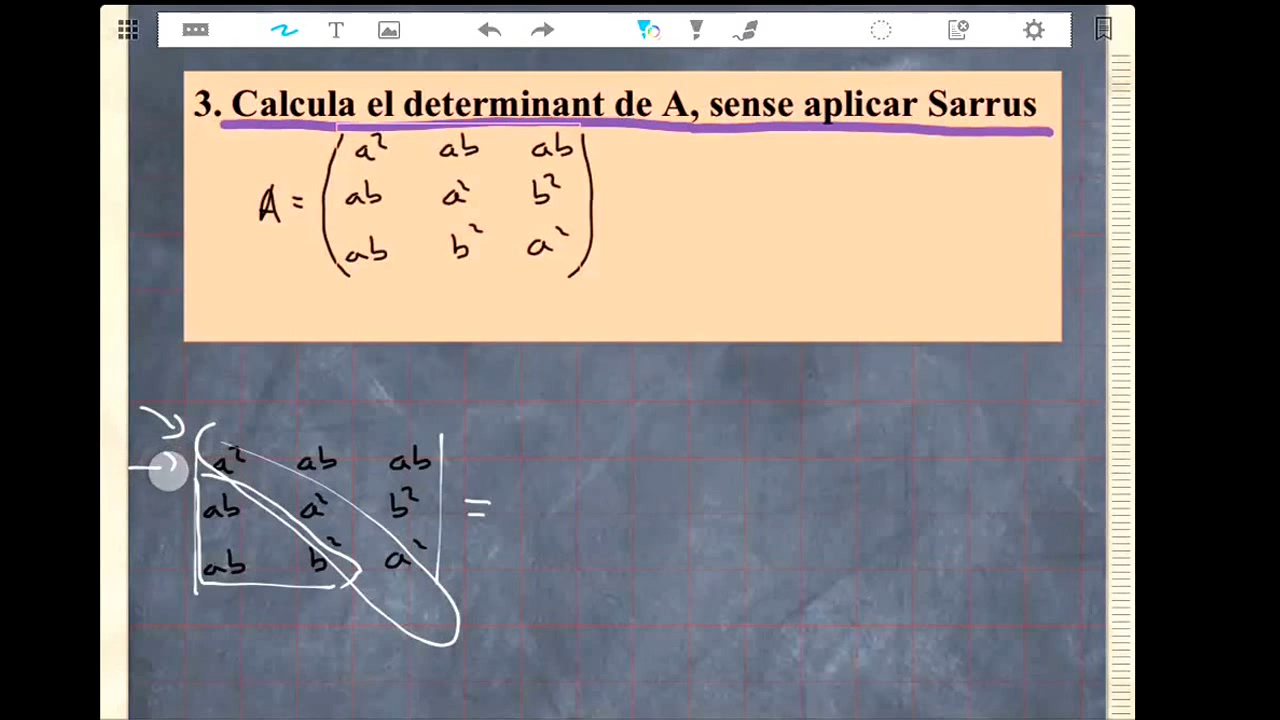 3. Calcula el determinant de A, sense aplicar Sarrus
a² ab ab
A = ab a² b²
ab b² a²
a² ab ab
ab a² b² =
ab b² a²
T